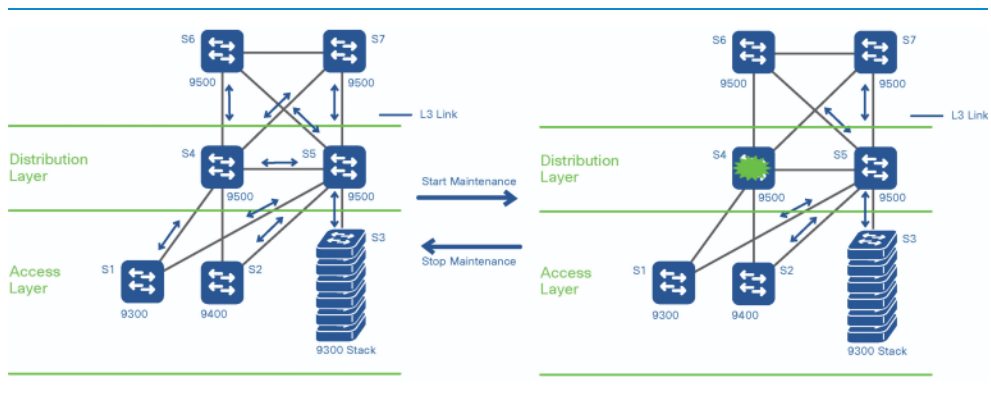 S6
S7
9500
9500
L3 Link
Distribution
Layer
S4
S5
9500
9500
S3
Access
Layer
S1
S2
9300
9400
9300 Stack
Start Maintenance
Stop Maintenance
S6
S7
9500
9500
L3 Link
Distribution
Layer
S4
S5
9500
9500
S3
Access
Layer
S1
S2
9300
9400
9300 Stack